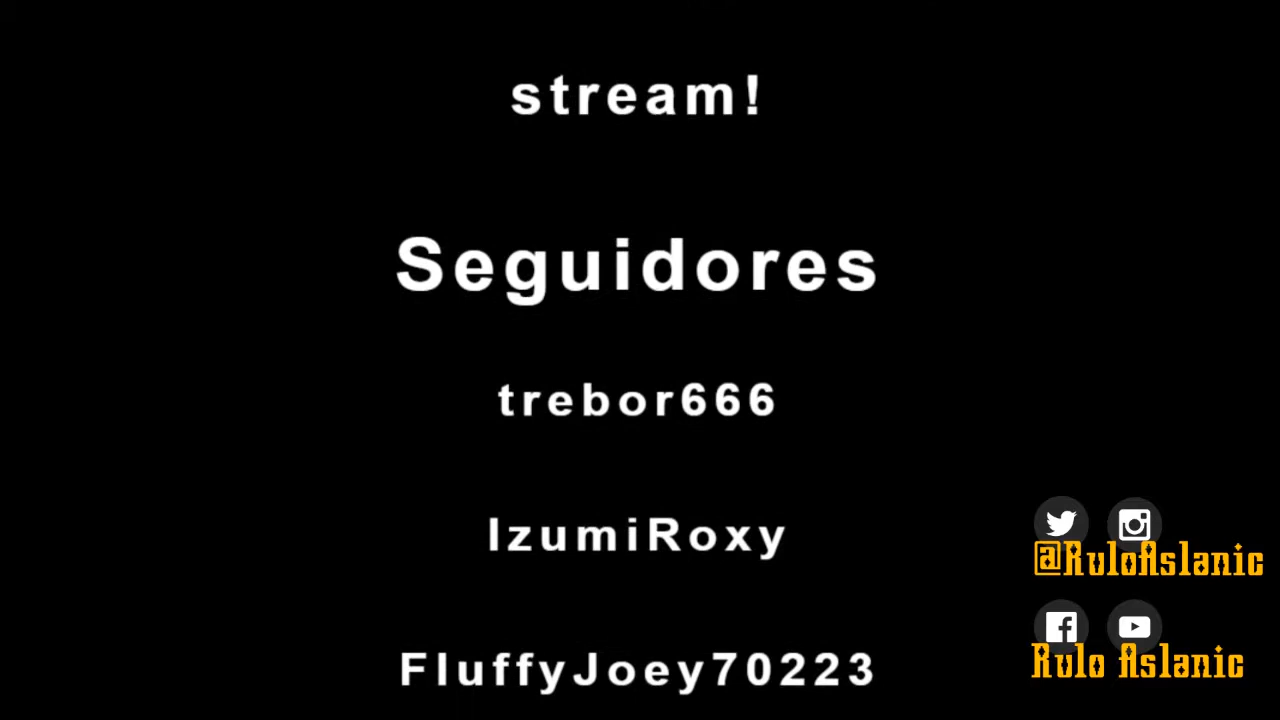 stream!
Seguidores
trebor666
IzumiRoxy
FluffyJoey70223
@RuloAslanic
Rulo Aslanic